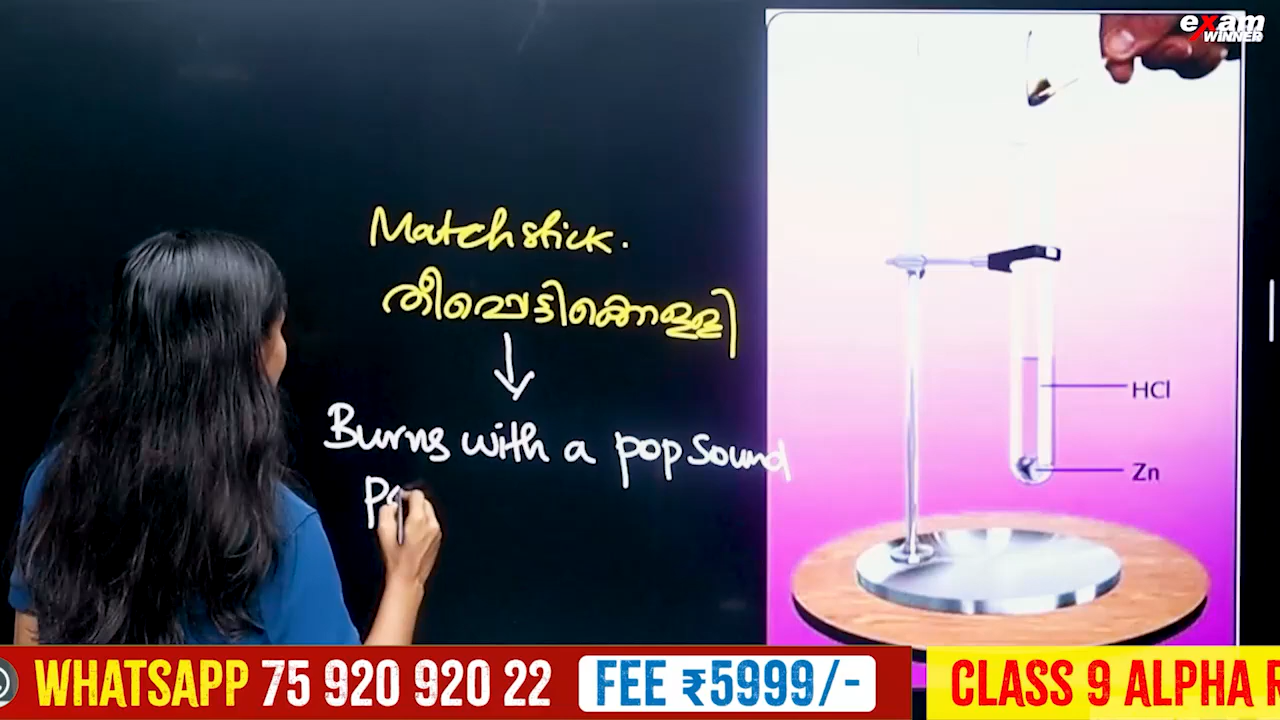 exam
WINNER
Matchstick.
തീപ്പെട്ടിക്കൊള്ളി
Burns with a pop sound
HCl
Zn
WHATSAPP 75 920 920 22 FEE ₹5999/- CLASS 9 ALPHA